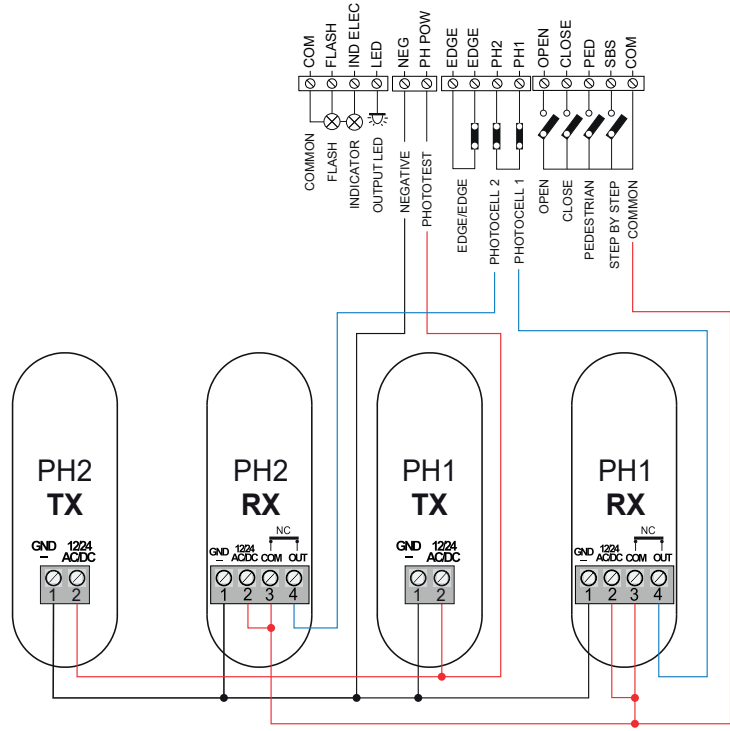 COM
FLASH
IND ELEC
LED
NEG
PH POW
EDGE
EDGE
PH2
PH1
OPEN
CLOSE
PED
SBS
COM
COMMON
FLASH
INDICATOR
OUTPUT LED
NEGATIVE
PHOTOTEST
EDGE/EDGE
PHOTOCELL 2
PHOTOCELL 1
OPEN
CLOSE
PEDESTRIAN
STEP BY STEP
COMMON
PH2
TX
GND
–
12/24
AC/DC
1 2
PH2
RX
NC
GND
–
12/24
AC/DC
COM
OUT
1 2 3 4
PH1
TX
GND
–
12/24
AC/DC
1 2
PH1
RX
NC
GND
–
12/24
AC/DC
COM
OUT
1 2 3 4